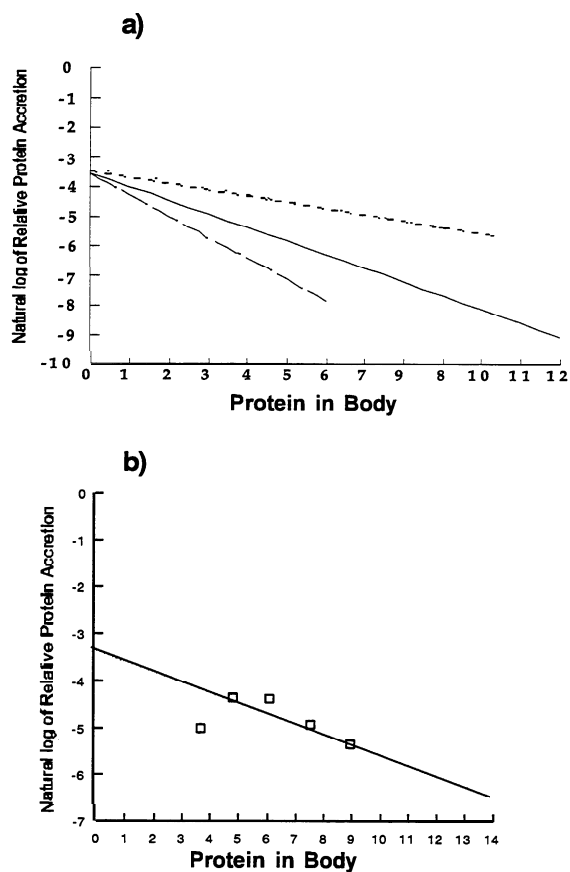 a)
0
-1
-2
-3
-4
-5
-6
-7
-8
-9
-10
Natural log of Relative Protein Accretion
0 1 2 3 4 5 6 7 9 8 10 11 12
Protein in Body
b)
0
-1
-2
-3
-4
-5
-6
-7
Natural log of Relative Protein Accretion
0 1 2 3 4 5 6 7 8 9 10 11 12 13 14
Protein in Body